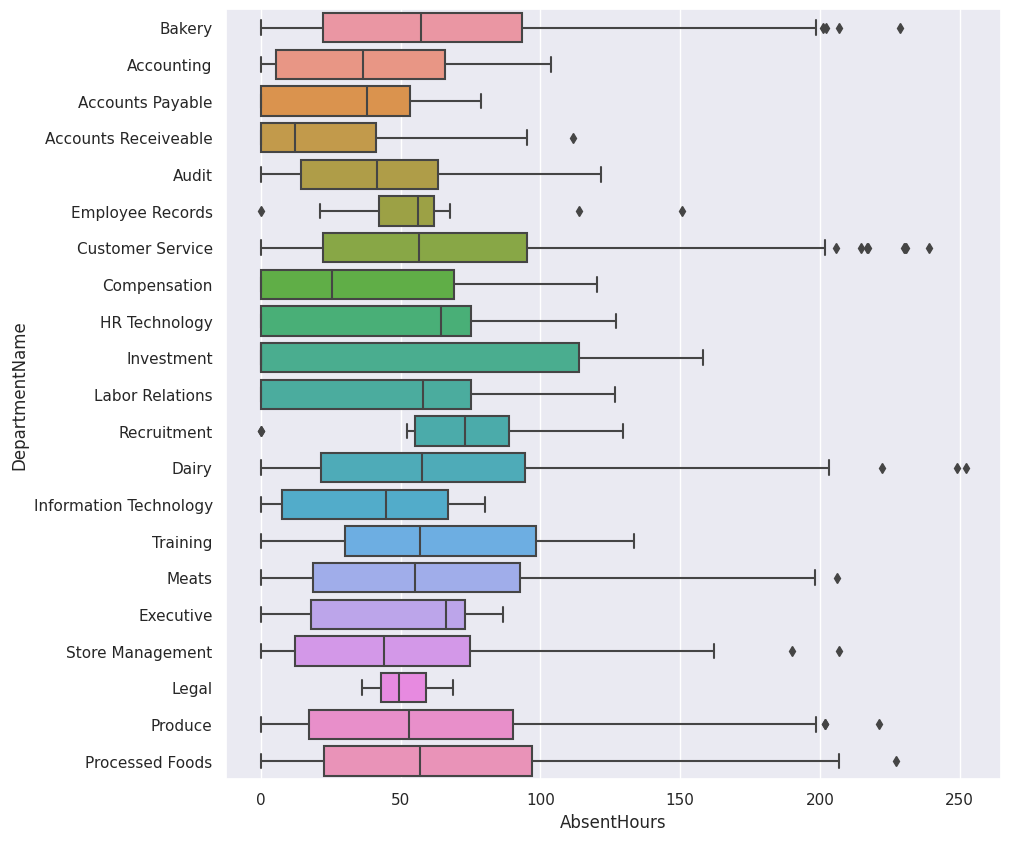 Bakery
Accounting
Accounts Payable
Accounts Receiveable
Audit
Employee Records
Customer Service
Compensation
HR Technology
Investment
Labor Relations
Recruitment
Dairy
Information Technology
Training
Meats
Executive
Store Management
Legal
Produce
Processed Foods
DepartmentName
0 50 100 150 200 250
AbsentHours